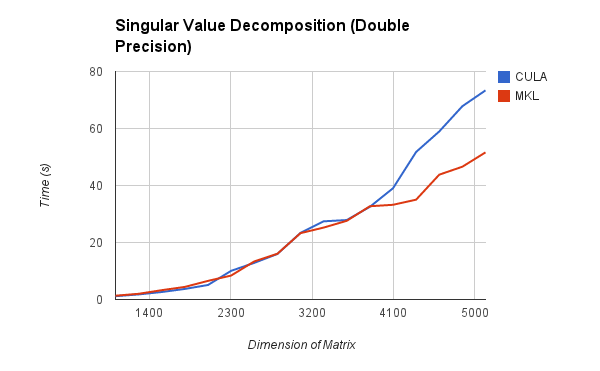 Singular Value Decomposition (Double
Precision)
80
60
40
20
0
Time (s)
1400 2300 3200 4100 5000
Dimension of Matrix
CULA
MKL